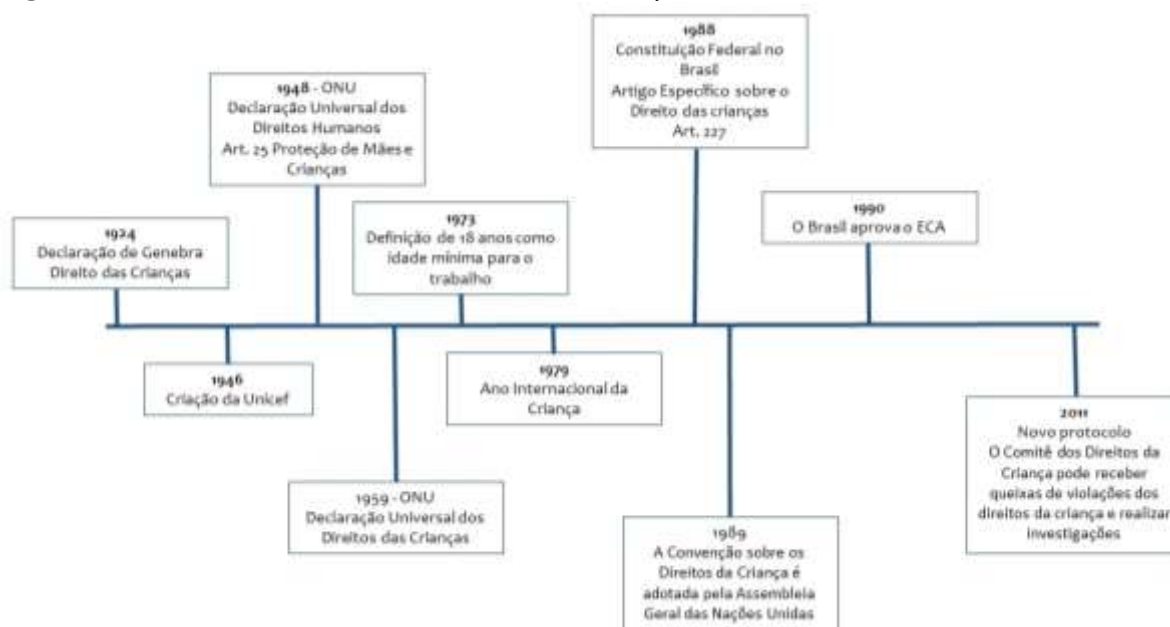 1988
Constituição Federal no
Brasil
Artigo Específico sobre o
Direito das crianças
Art. 227
1948 - ONU
Declaração Universal dos
Direitos Humanos
Art. 25 Proteção de Mães e
Crianças
1990
O Brasil aprova o ECA
1973
Definição de 18 anos como
idade mínima para o
trabalho
1924
Declaração de Genebra
Direito das Crianças
1946
Criação da Unicef
1979
Ano Internacional da
Criança
2011
Novo protocolo
O Comitê dos Direitos da
Criança pode receber
queixas de violações dos
direitos da criança e realizar
investigações
1959 - ONU
Declaração Universal dos
Direitos das Crianças
1989
A Convenção sobre os
Direitos da Criança é
adotada pela Assembleia
Geral das Nações Unidas